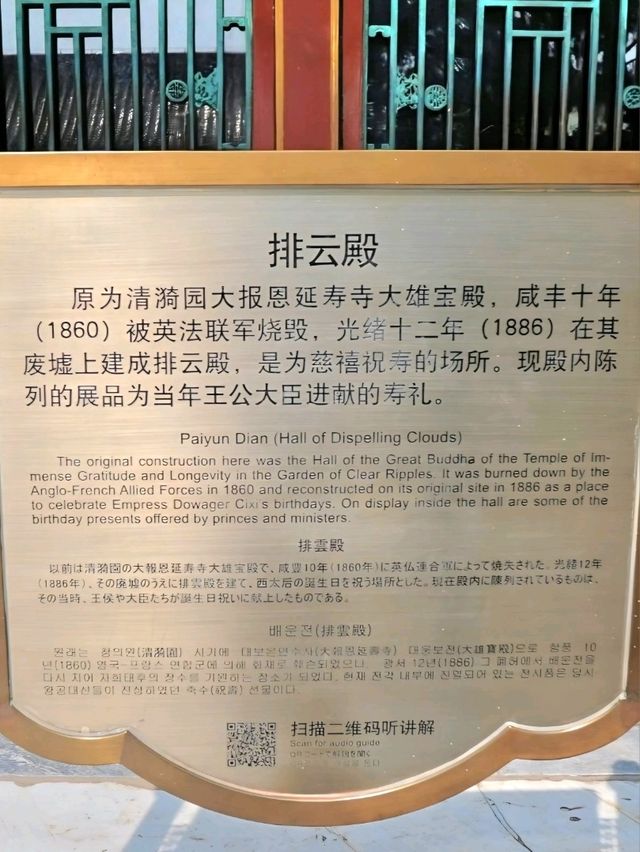 排云殿
原为清漪园大报恩延寿寺大雄宝殿，咸丰十年
（1860）被英法联军烧毁，光绪十二年（1886）在其
废墟上建成排云殿，是为慈禧祝寿的场所。现殿内陈
列的展品为当年王公大臣进献的寿礼。
Paiyun Dian (Hall of Dispelling Clouds)
The original construction here was the Hall of the Great Buddha of the Temple of Im-
mense Gratitude and Longevity in the Garden of Clear Ripples. It was burned down by the
Anglo-French Allied Forces in 1860 and reconstructed on its original site in 1886 as a place
to celebrate Empress Dowager Cixi's birthdays. On display inside the hall are some of the
birthday presents offered by princes and ministers.
排雲殿
以前は清漪園の大報恩延寿寺大雄宝殿で、咸豊10年(1860年)に英仏連合軍によって焼失された。光緒12年
(1886年)、その廃墟のうえに排雲殿を建て、西太后の誕生日を祝う場所とした。現在殿内に陳列されているものは、
その当時、王侯や大臣たちが誕生日祝いに献上したものである。
배운전(排雲殿)
원래는 청의원(清漪園) 시기에 대보은연수사(大報恩延壽寺) 대웅보전(大雄寶殿)으로 함풍 10
년(1860) 영국-프랑스 연합군에 의해 화재로 훼손되었으나, 광서 12년(1886) 그 폐허에서 배운전을
다시 지어 자희태후의 장수를 기원하는 장소가 되었다. 현재 전각 내부에 진열되어 있는 전시품은 당시
왕공대신들이 진상하였던 축수(祝壽) 선물이다.
扫描二维码听讲解
Scan for audio guide
QRコードで解説を聞く